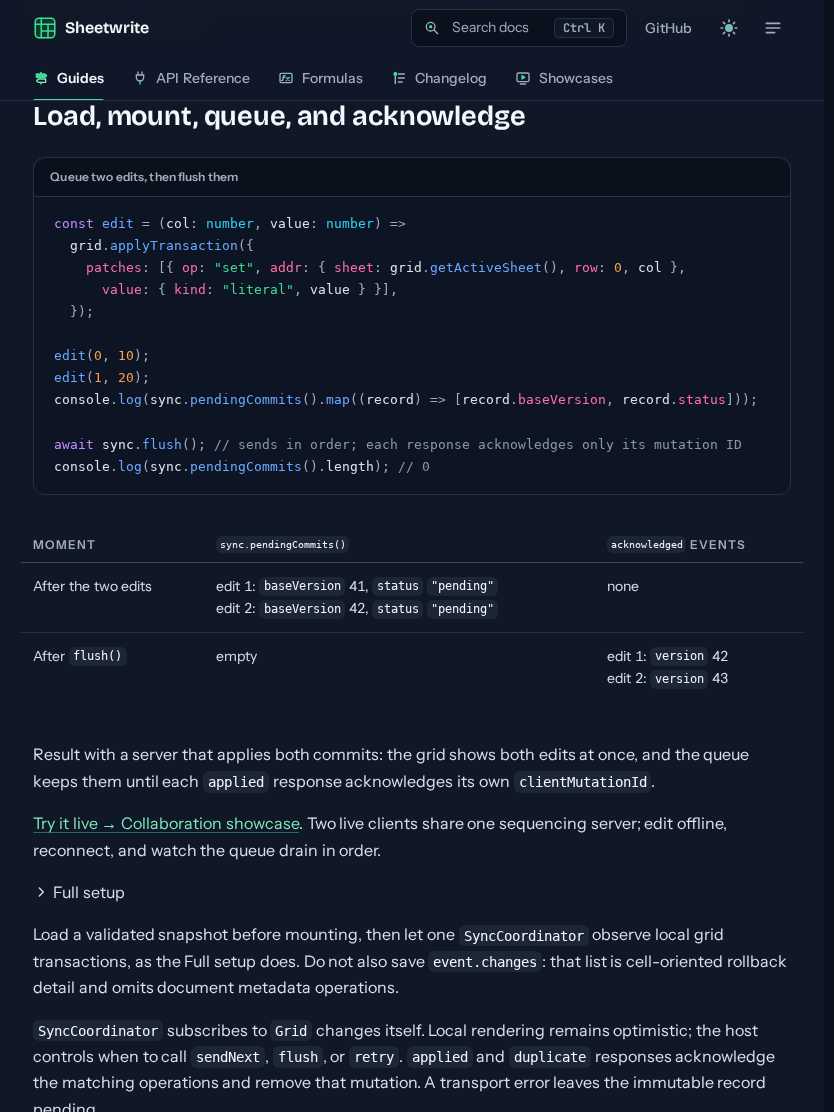 Sheetwrite
Search docs
Ctrl K
GitHub
Guides
API Reference
Formulas
Changelog
Showcases
Load, mount, queue, and acknowledge
Queue two edits, then flush them
const edit = (col: number, value: number) =>
  grid.applyTransaction({
    patches: [{ op: "set", addr: { sheet: grid.getActiveSheet(), row: 0, col },
      value: { kind: "literal", value } }],
  });
edit(0, 10);
edit(1, 20);
console.log(sync.pendingCommits().map((record) => [record.baseVersion, record.status]));
await sync.flush(); // sends in order; each response acknowledges only its mutation ID
console.log(sync.pendingCommits().length); // 0
MOMENT sync.pendingCommits() acknowledged EVENTS
After the two edits edit 1: baseVersion 41, status "pending" none
edit 2: baseVersion 42, status "pending"
After flush() empty edit 1: version 42
edit 2: version 43
Result with a server that applies both commits: the grid shows both edits at once, and the queue
keeps them until each applied response acknowledges its own clientMutationId.
Try it live → Collaboration showcase. Two live clients share one sequencing server; edit offline,
reconnect, and watch the queue drain in order.
Full setup
Load a validated snapshot before mounting, then let one SyncCoordinator observe local grid
transactions, as the Full setup does. Do not also save event.changes: that list is cell-oriented rollback
detail and omits document metadata operations.
SyncCoordinator subscribes to Grid changes itself. Local rendering remains optimistic; the host
controls when to call sendNext, flush, or retry. applied and duplicate responses acknowledge
the matching operations and remove that mutation. A transport error leaves the immutable record
pending.